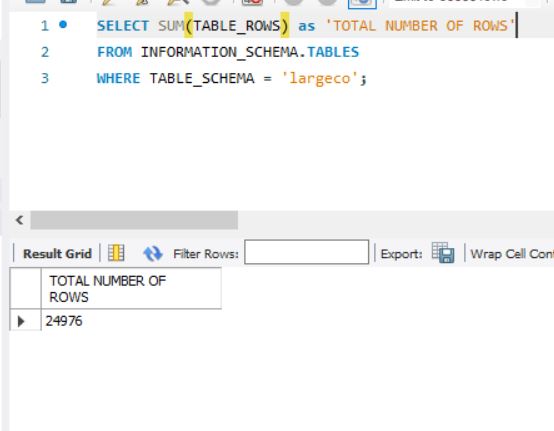 1 SELECT SUM(TABLE_ROWS) as 'TOTAL NUMBER OF ROWS'
2 FROM INFORMATION_SCHEMA.TABLES
3 WHERE TABLE_SCHEMA = 'largeco';
Result Grid Filter Rows: Export: Wrap Cell Con
TOTAL NUMBER OF
ROWS
24976